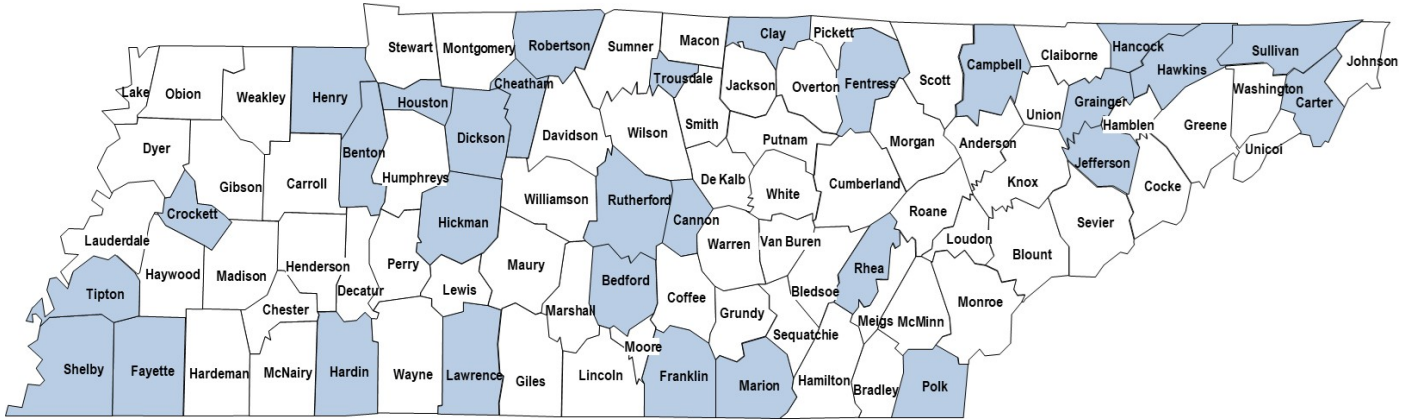 Stewart
Montgomery
Robertson
Sumner
Macon
Clay
Pickett
Scott
Campbell
Claiborne
Hancock
Hawkins
Sullivan
Johnson
Lake
Obion
Weakley
Henry
Houston
Cheatham
Trousdale
Jackson
Overton
Fentress
Union
Grainger
Hamblen
Washington
Carter
Greene
Unicoi
Dyer
Gibson
Carroll
Benton
Humphreys
Dickson
Davidson
Wilson
Smith
Putnam
Morgan
Anderson
Knox
Jefferson
Cocke
Crockett
Hickman
Williamson
Rutherford
Cannon
De Kalb
White
Cumberland
Roane
Loudon
Blount
Sevier
Lauderdale
Haywood
Madison
Henderson
Decatur
Perry
Lewis
Maury
Bedford
Warren
Van Buren
Bledsoe
Rhea
Monroe
Tipton
Chester
Marshall
Coffee
Grundy
Sequatchie
Meigs
McMinn
Shelby
Fayette
Hardeman
McNairy
Hardin
Wayne
Lawrence
Giles
Lincoln
Moore
Franklin
Marion
Hamilton
Bradley
Polk